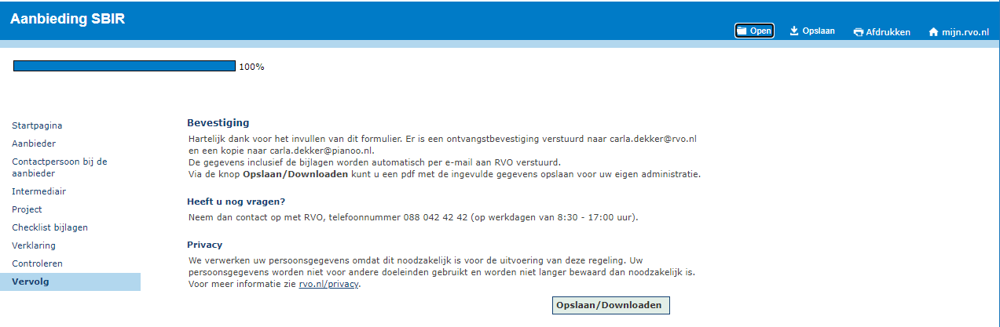 Aanbieding SBIR
Open
Opslaan
Afdrukken
mijn.rvo.nl
100%
Startpagina
Aanbieder
Contactpersoon bij de
aanbieder
Intermediair
Project
Checklist bijlagen
Verklaring
Controleren
Vervolg
Bevestiging
Hartelijk dank voor het invullen van dit formulier. Er is een ontvangstbevestiging verstuurd naar carla.dekker@rvo.nl
en een kopie naar carla.dekker@pianoo.nl.
De gegevens inclusief de bijlagen worden automatisch per e-mail aan RVO verstuurd.
Via de knop Opslaan/Downloaden kunt u een pdf met de ingevulde gegevens opslaan voor uw eigen administratie.
Heeft u nog vragen?
Neem dan contact op met RVO, telefoonnummer 088 042 42 42 (op werkdagen van 8:30 - 17:00 uur).
Privacy
We verwerken uw persoonsgegevens omdat dit noodzakelijk is voor de uitvoering van deze regeling. Uw
persoonsgegevens worden niet voor andere doeleinden gebruikt en worden niet langer bewaard dan noodzakelijk is.
Voor meer informatie zie rvo.nl/privacy.
Opslaan/Downloaden